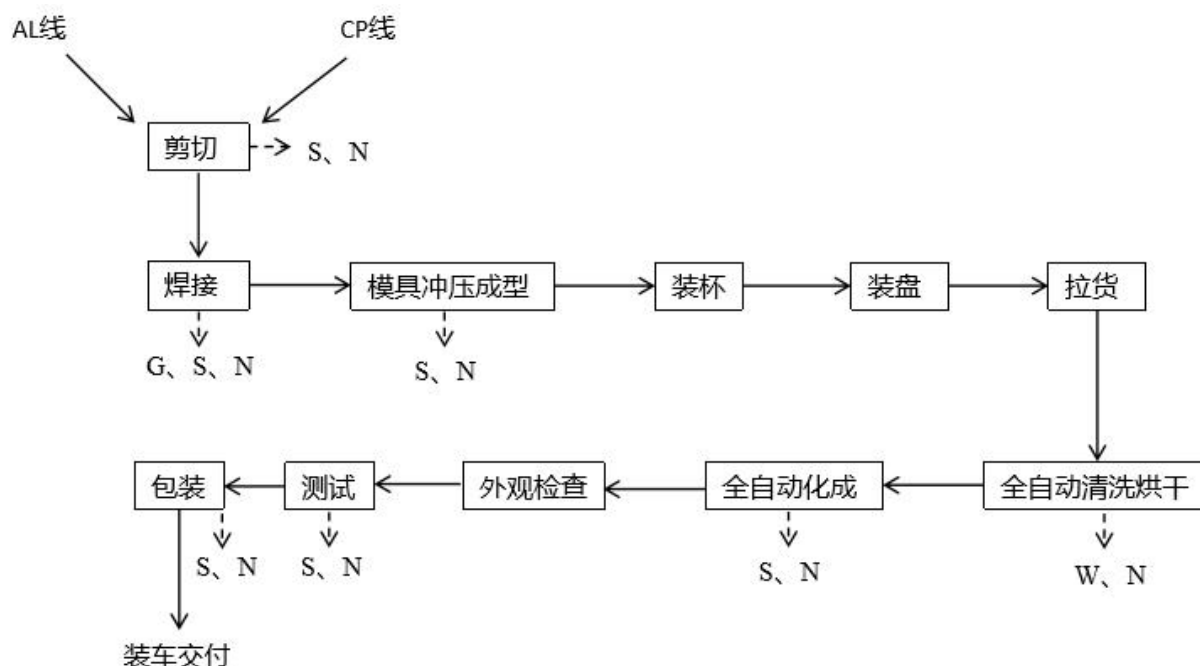 AL线
CP线
剪切
S、N
焊接
模具冲压成型
装杯
装盘
拉货
G、S、N
S、N
包装
测试
外观检查
全自动化成
全自动清洗烘干
S、N
S、N
S、N
W、N
装车交付